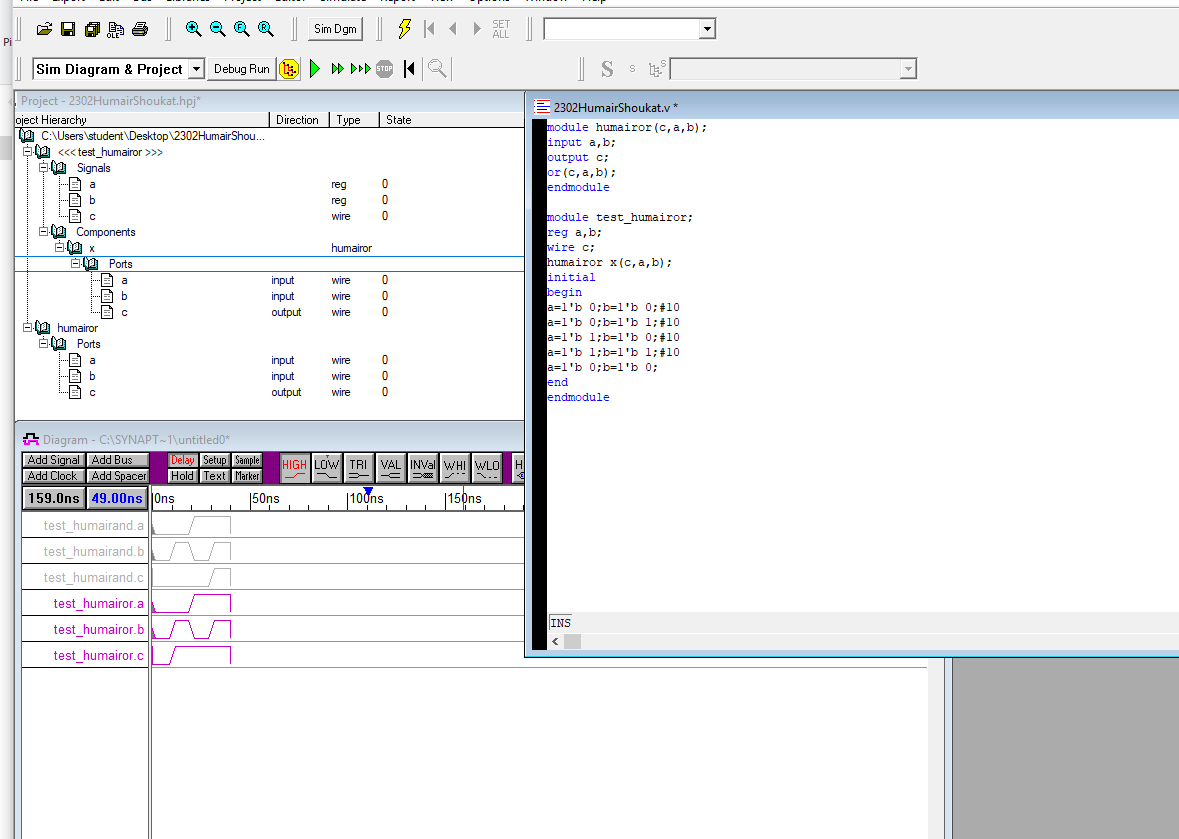 Sim Dgm
SET
ALL
Sim Diagram & Project
Debug Run
STOP
S s S
Project - 2302HumairShoukat.hpj*
oject Hierarchy Direction Type State
C:\Users\student\Desktop\2302HumairShou...
<<< test_humairor >>>
Signals
a reg 0
b reg 0
c wire 0
Components
x humairor
Ports
a input wire 0
b input wire 0
c output wire 0
humairor
Ports
a input wire 0
b input wire 0
c output wire 0
2302HumairShoukat.v *
module humairor(c,a,b);
input a,b;
output c;
or(c,a,b);
endmodule
module test_humairor;
reg a,b;
wire c;
humairor x(c,a,b);
initial
begin
a=1'b 0;b=1'b 0;#10
a=1'b 0;b=1'b 1;#10
a=1'b 1;b=1'b 0;#10
a=1'b 1;b=1'b 1;#10
a=1'b 0;b=1'b 0;
end
endmodule
INS
Diagram - C:\SYNAPT~1\untitled0*
Add Signal Add Bus Delay Setup Sample HIGH LOW TRI VAL INVal WHI WLO H
Add Clock Add Spacer Hold Text Marker
159.0ns 49.00ns 0ns 50ns 100ns 150ns
test_humairand.a
test_humairand.b
test_humairand.c
test_humairor.a
test_humairor.b
test_humairor.c